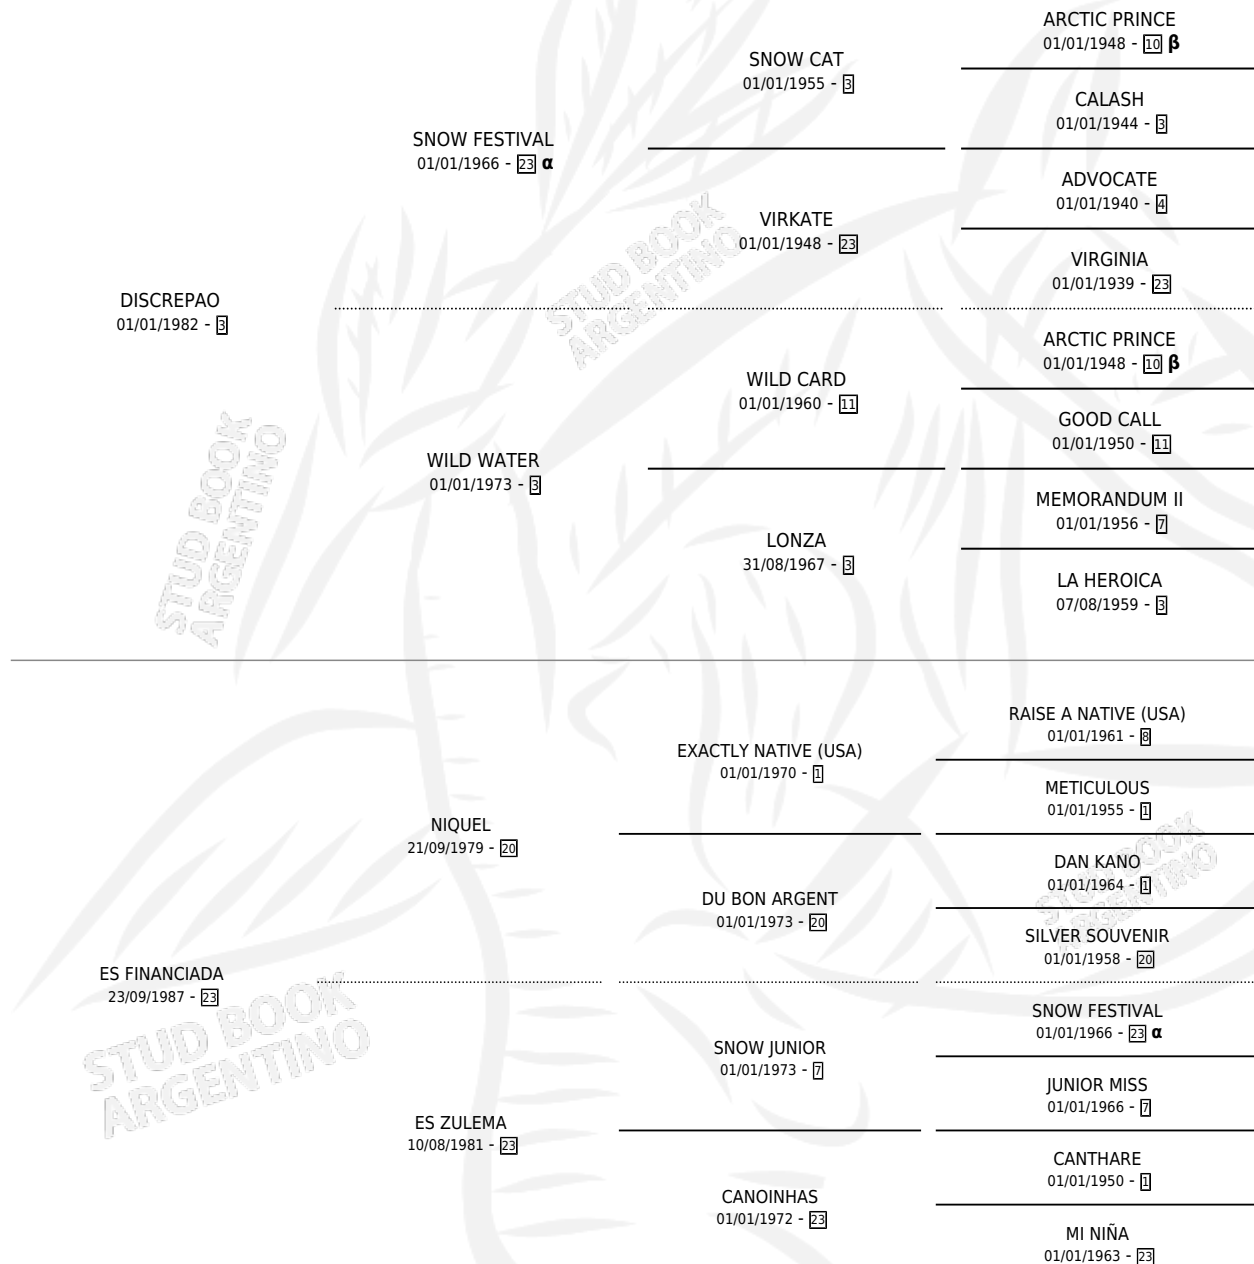 ARCTIC PRINCE
01/01/1948 - 10 β
SNOW CAT
01/01/1955 - 3
CALASH
01/01/1944 - 3
SNOW FESTIVAL
01/01/1966 - 23 α
ADVOCATE
01/01/1940 - 4
VIRKATE
01/01/1948 - 23
VIRGINIA
01/01/1939 - 23
STUD BOOK
ARGENTINO
DISCREPAO
01/01/1982 - 3
ARCTIC PRINCE
01/01/1948 - 10 β
WILD CARD
01/01/1960 - 11
GOOD CALL
01/01/1950 - 11
WILD WATER
01/01/1973 - 3
MEMORANDUM II
01/01/1956 - 7
LONZA
31/08/1967 - 3
LA HEROICA
07/08/1959 - 3
STUD BOOK
ARGENTINO
RAISE A NATIVE (USA)
01/01/1961 - 8
EXACTLY NATIVE (USA)
01/01/1970 - 1
METICULOUS
01/01/1955 - 1
NIQUEL
21/09/1979 - 20
DAN KANO
01/01/1964 - 1
DU BON ARGENT
01/01/1973 - 20
SILVER SOUVENIR
01/01/1958 - 20
STUD BOOK
ARGENTINO
ES FINANCIADA
23/09/1987 - 23
SNOW FESTIVAL
01/01/1966 - 23 α
SNOW JUNIOR
01/01/1973 - 7
JUNIOR MISS
01/01/1966 - 7
STUD BOOK
ARGENTINO
ES ZULEMA
10/08/1981 - 23
CANTHARE
01/01/1950 - 1
CANOINHAS
01/01/1972 - 23
MI NIÑA
01/01/1963 - 23